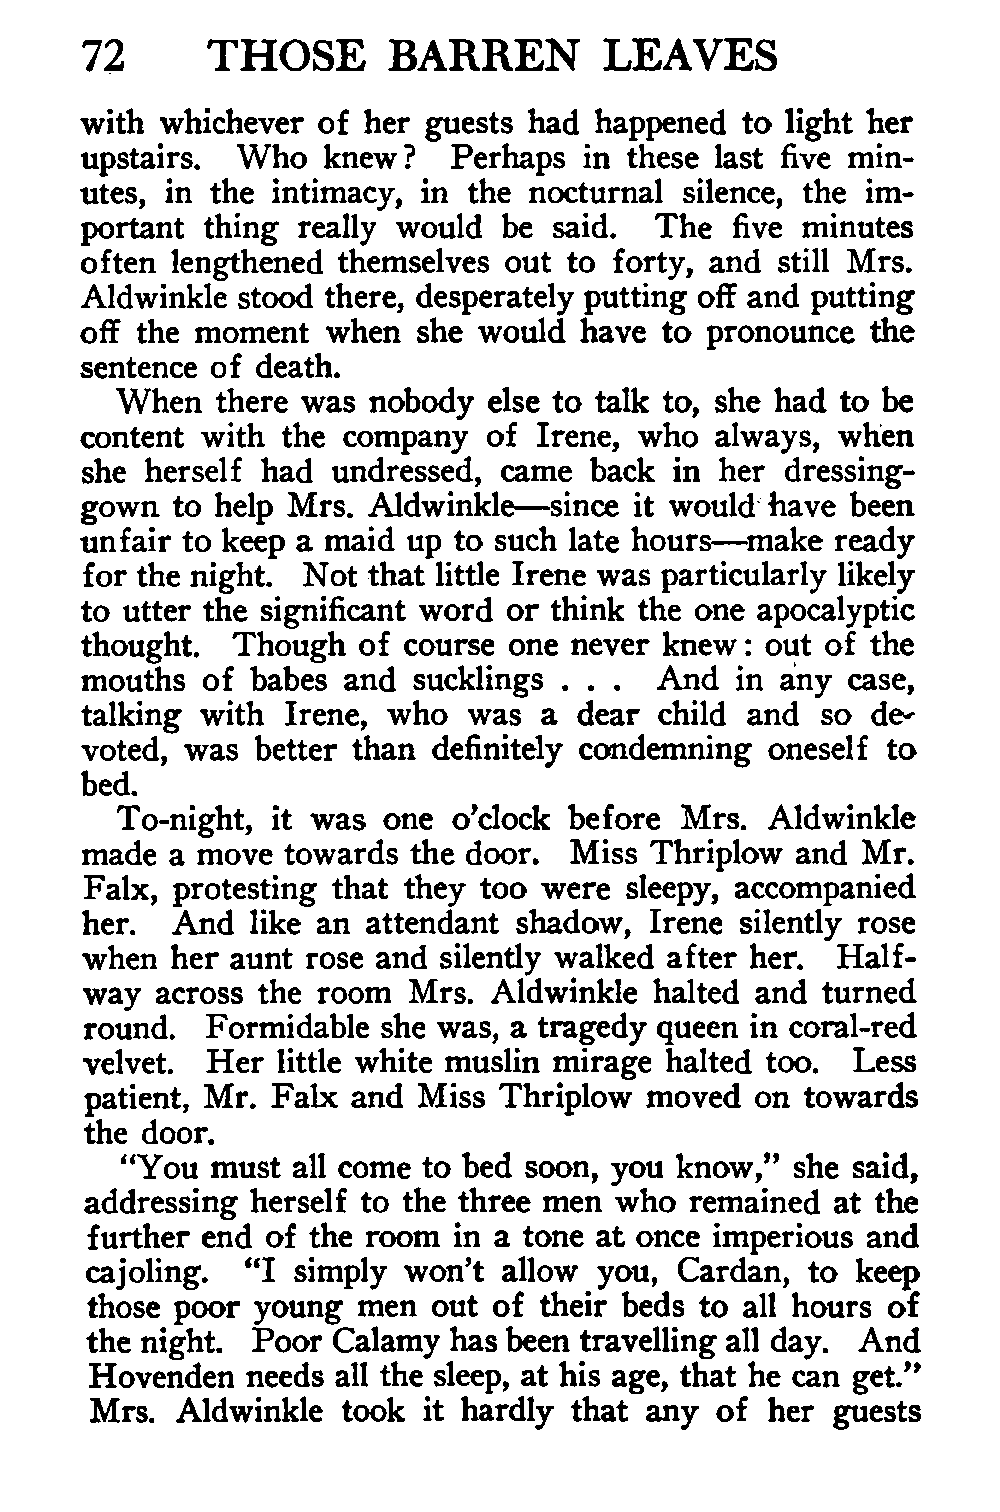 72 THOSE BARREN LEAVES
with whichever of her guests had happened to light her
upstairs. Who knew? Perhaps in these last five min-
utes, in the intimacy, in the nocturnal silence, the im-
portant thing really would be said. The five minutes
often lengthened themselves out to forty, and still Mrs.
Aldwinkle stood there, desperately putting off and putting
off the moment when she would have to pronounce the
sentence of death.
When there was nobody else to talk to, she had to be
content with the company of Irene, who always, when
she herself had undressed, came back in her dressing-
gown to help Mrs. Aldwinkle—since it would have been
unfair to keep a maid up to such late hours—make ready
for the night. Not that little Irene was particularly likely
to utter the significant word or think the one apocalyptic
thought. Though of course one never knew: out of the
mouths of babes and sucklings . . . And in any case,
talking with Irene, who was a dear child and so de-
voted, was better than definitely condemning oneself to
bed.
To-night, it was one o'clock before Mrs. Aldwinkle
made a move towards the door. Miss Thriplow and Mr.
Falx, protesting that they too were sleepy, accompanied
her. And like an attendant shadow, Irene silently rose
when her aunt rose and silently walked after her. Half-
way across the room Mrs. Aldwinkle halted and turned
round. Formidable she was, a tragedy queen in coral-red
velvet. Her little white muslin mirage halted too. Less
patient, Mr. Falx and Miss Thriplow moved on towards
the door.
"You must all come to bed soon, you know," she said,
addressing herself to the three men who remained at the
further end of the room in a tone at once imperious and
cajoling. "I simply won't allow you, Cardan, to keep
those poor young men out of their beds to all hours of
the night. Poor Calamy has been travelling all day. And
Hovenden needs all the sleep, at his age, that he can get."
Mrs. Aldwinkle took it hardly that any of her guests